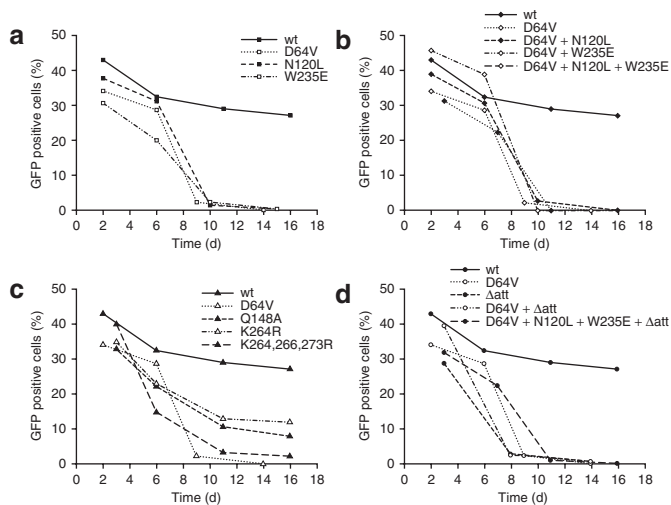 a
wt
D64V
N120L
W235E
GFP positive cells (%)
50
40
30
20
10
0
0 2 4 6 8 10 12 14 16 18
Time (d)
b
wt
D64V
D64V + N120L
D64V + W235E
D64V + N120L + W235E
GFP positive cells (%)
50
40
30
20
10
0
0 2 4 6 8 10 12 14 16 18
Time (d)
c
wt
D64V
Q148A
K264R
K264,266,273R
GFP positive cells (%)
50
40
30
20
10
0
0 2 4 6 8 10 12 14 16 18
Time (d)
d
wt
D64V
Δatt
D64V + Δatt
D64V + N120L + W235E + Δatt
GFP positive cells (%)
50
40
30
20
10
0
0 2 4 6 8 10 12 14 16 18
Time (d)